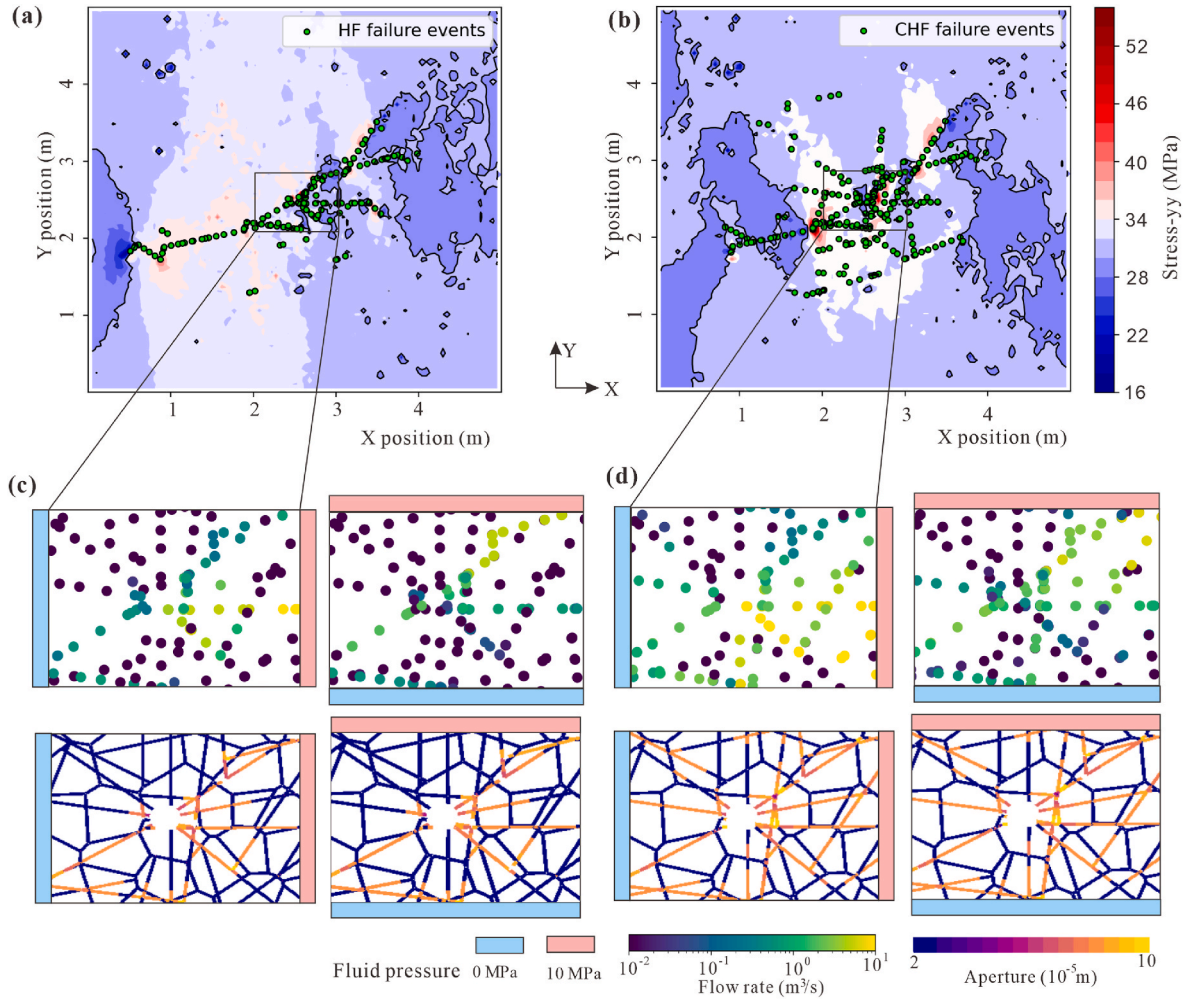 (a)
HF failure events
(b)
CHF failure events
Y position (m)
4
3
2
1
1
2
3
4
X position (m)
Y
X
Y position (m)
4
3
2
1
1
2
3
4
X position (m)
52
46
40
34
28
22
16
Stress-yy (MPa)
(c)
(d)
Fluid pressure
0 MPa
10 MPa
10⁻²
10⁻¹
10⁰
10¹
Flow rate (m³/s)
2
10
Aperture (10⁻⁵m)